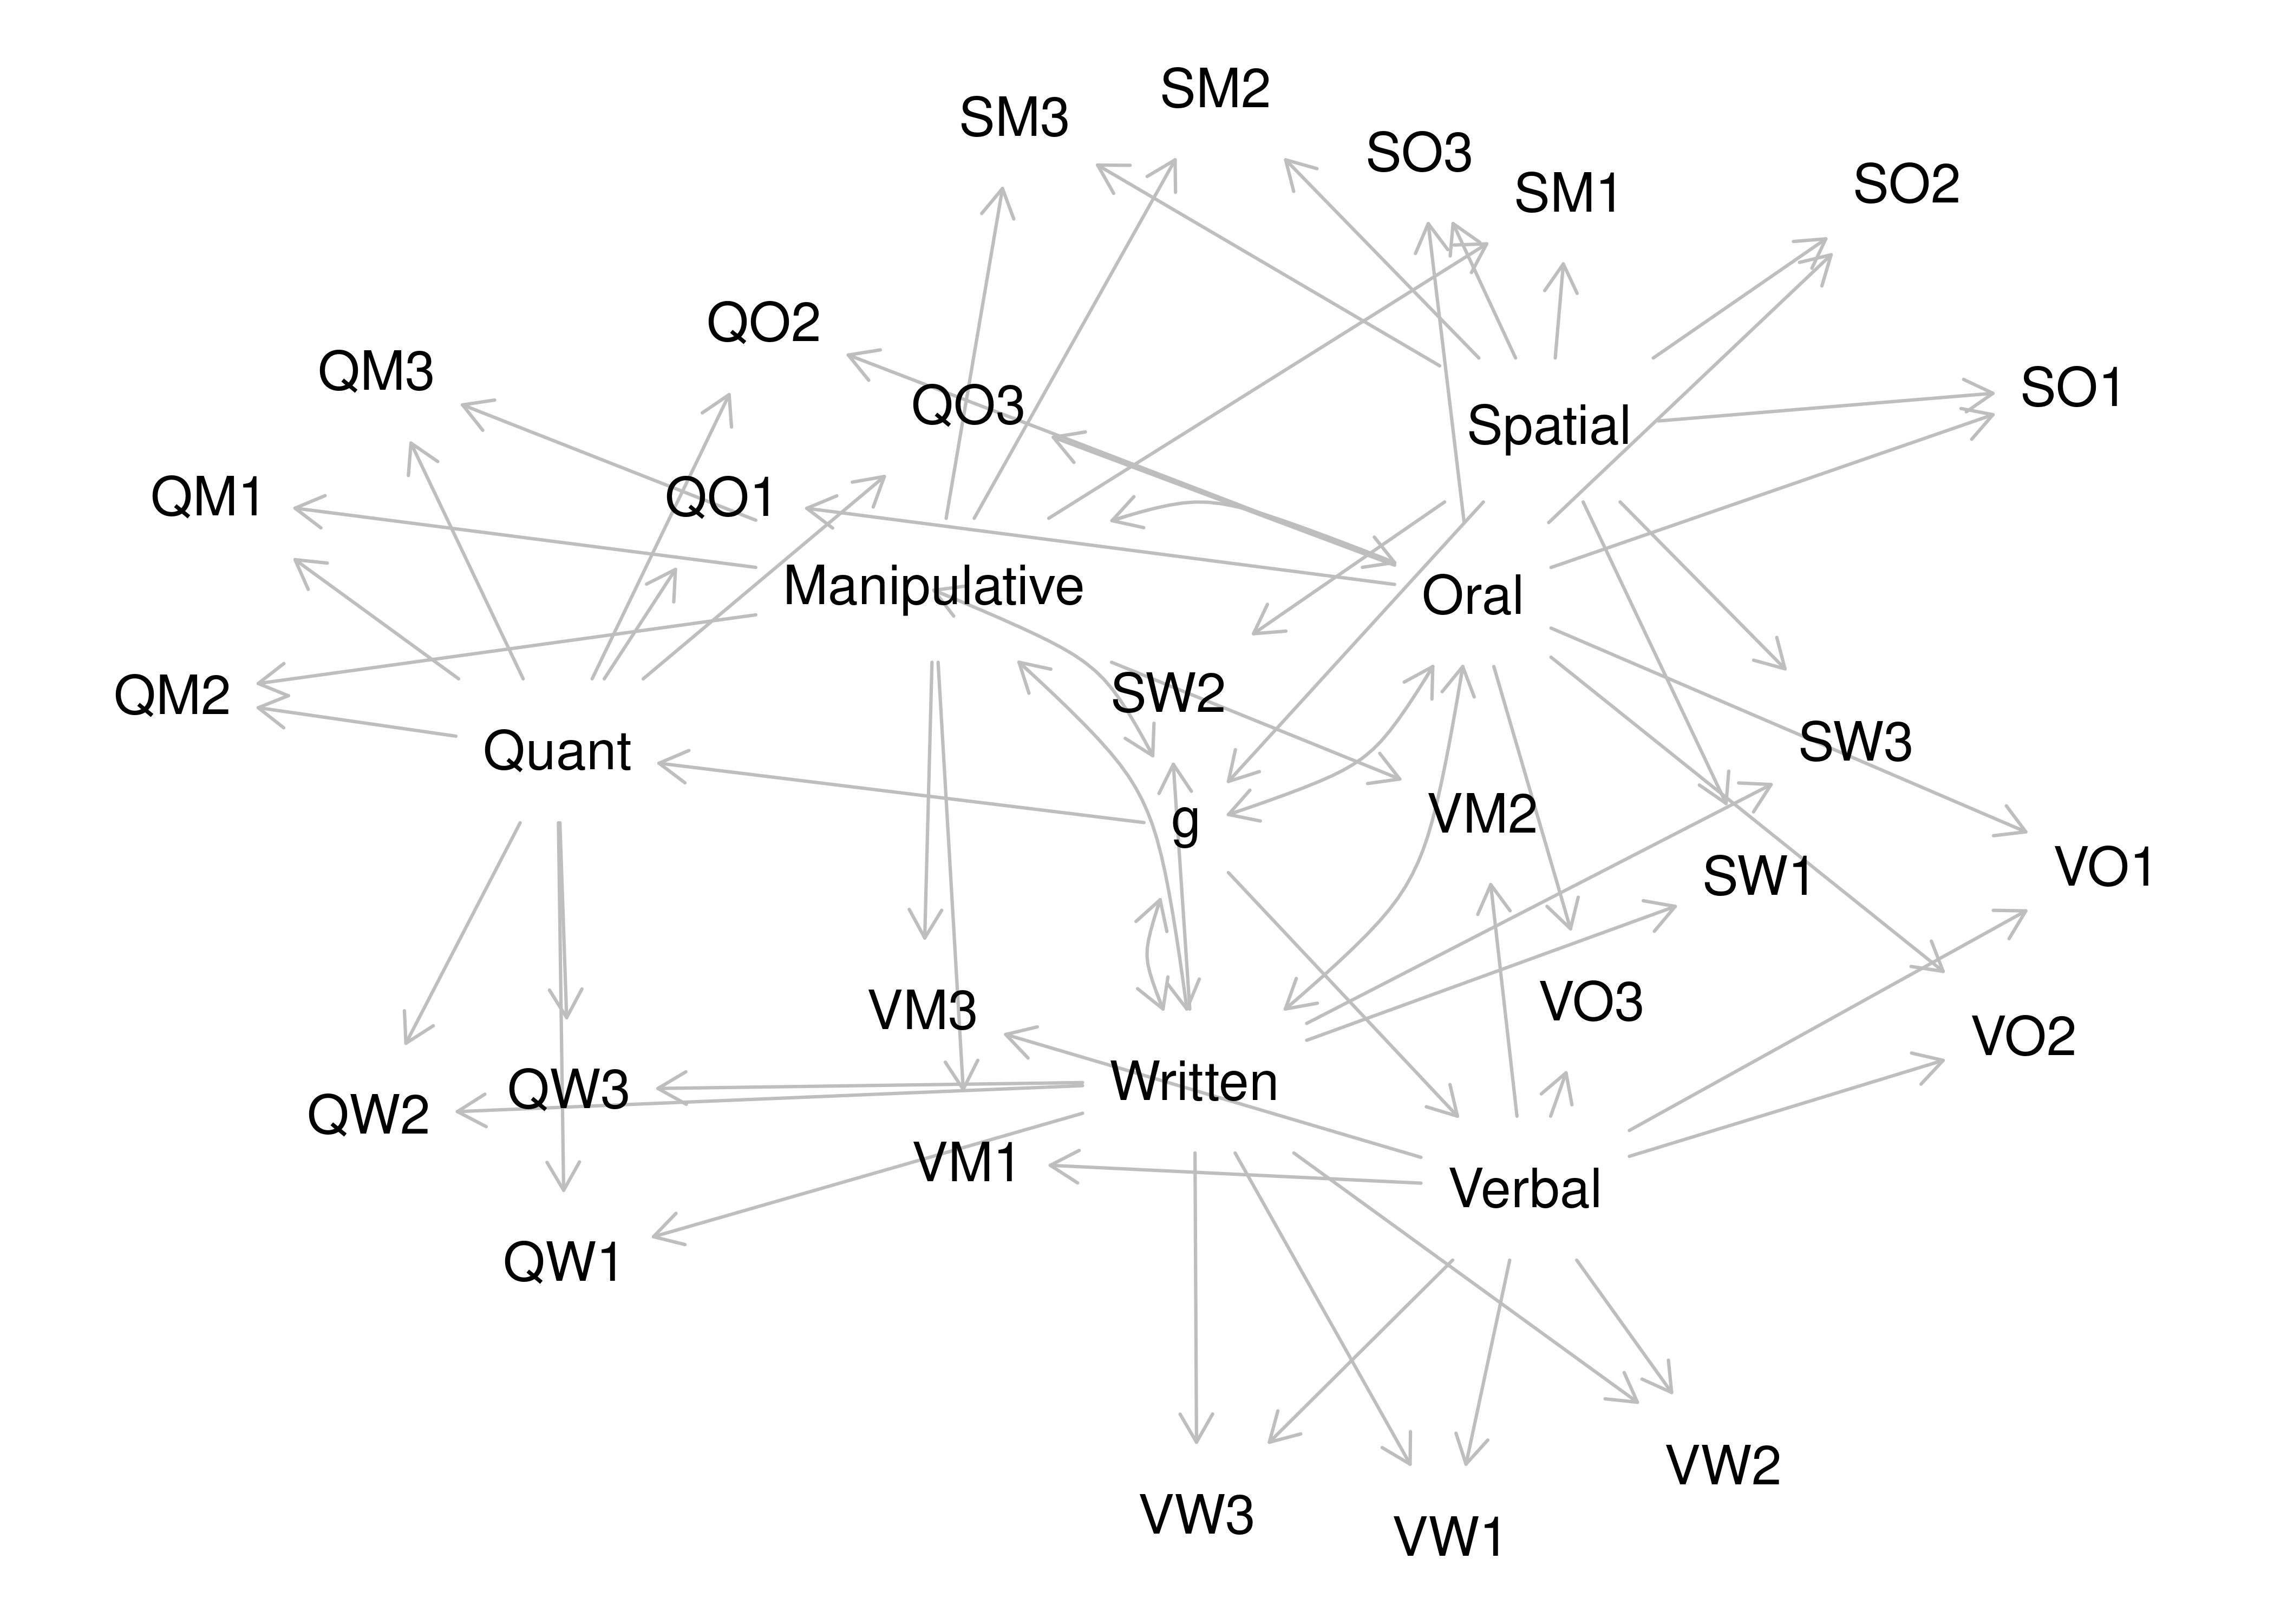 SM2
SM3
SO3
SO2
SM1
QO2
QM3
SO1
QO3
Spatial
QM1
QO1
Manipulative
Oral
SW2
QM2
SW3
Quant
VM2
g
VO1
SW1
VO3
VM3
VO2
Written
QW3
QW2
VM1
Verbal
QW1
VW2
VW3
VW1